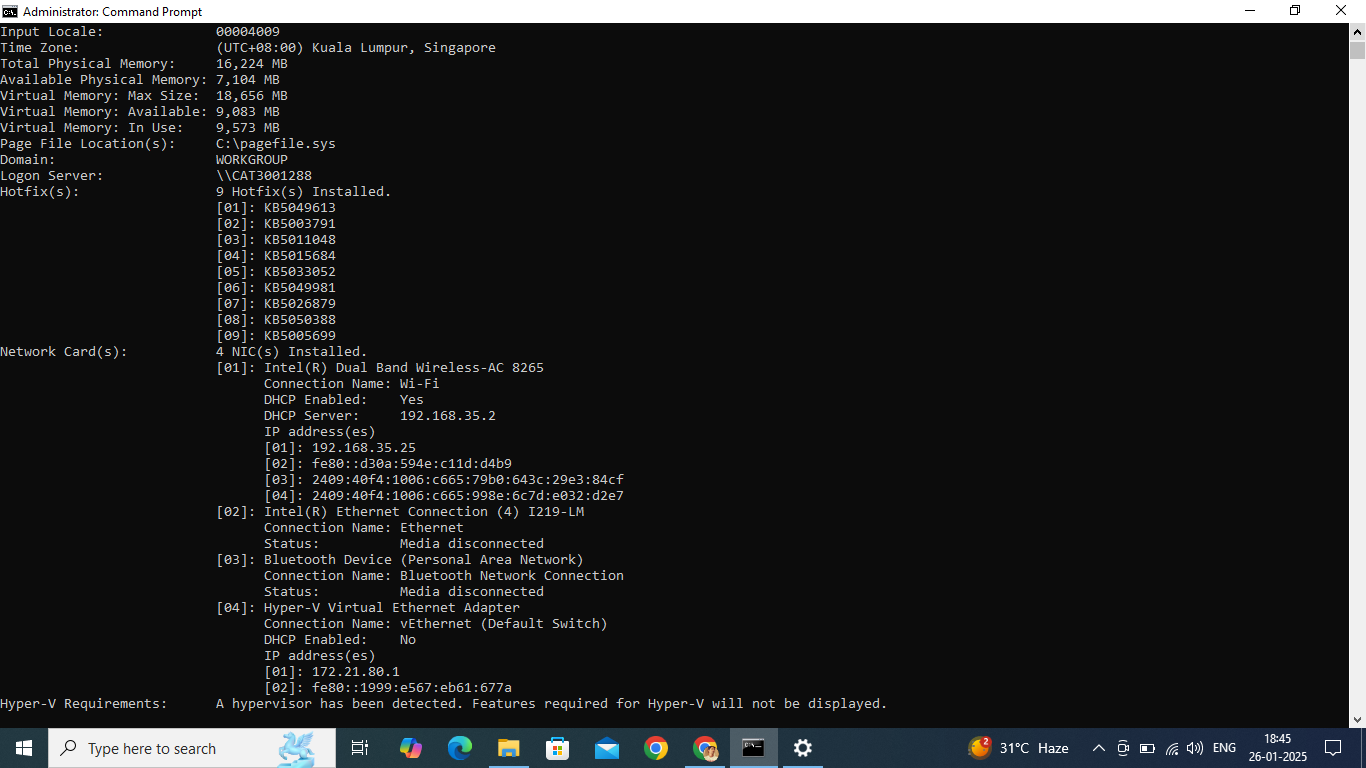 Administrator: Command Prompt
Input Locale: 00004009
Time Zone: (UTC+08:00) Kuala Lumpur, Singapore
Total Physical Memory: 16,224 MB
Available Physical Memory: 7,104 MB
Virtual Memory: Max Size: 18,656 MB
Virtual Memory: Available: 9,083 MB
Virtual Memory: In Use: 9,573 MB
Page File Location(s): C:\pagefile.sys
Domain: WORKGROUP
Logon Server: \\CAT3001288
Hotfix(s): 9 Hotfix(s) Installed.
[01]: KB5049613
[02]: KB5003791
[03]: KB5011048
[04]: KB5015684
[05]: KB5033052
[06]: KB5049981
[07]: KB5026879
[08]: KB5050388
[09]: KB5005699
Network Card(s): 4 NIC(s) Installed.
[01]: Intel(R) Dual Band Wireless-AC 8265
Connection Name: Wi-Fi
DHCP Enabled: Yes
DHCP Server: 192.168.35.2
IP address(es)
[01]: 192.168.35.25
[02]: fe80::d30a:594e:c11d:d4b9
[03]: 2409:40f4:1006:c665:79b0:643c:29e3:84cf
[04]: 2409:40f4:1006:c665:998e:6c7d:e032:d2e7
[02]: Intel(R) Ethernet Connection (4) I219-LM
Connection Name: Ethernet
Status: Media disconnected
[03]: Bluetooth Device (Personal Area Network)
Connection Name: Bluetooth Network Connection
Status: Media disconnected
[04]: Hyper-V Virtual Ethernet Adapter
Connection Name: vEthernet (Default Switch)
DHCP Enabled: No
IP address(es)
[01]: 172.21.80.1
[02]: fe80::1999:e567:eb61:677a
Hyper-V Requirements: A hypervisor has been detected. Features required for Hyper-V will not be displayed.
Type here to search
2
31°C Haze
ENG
18:45
26-01-2025